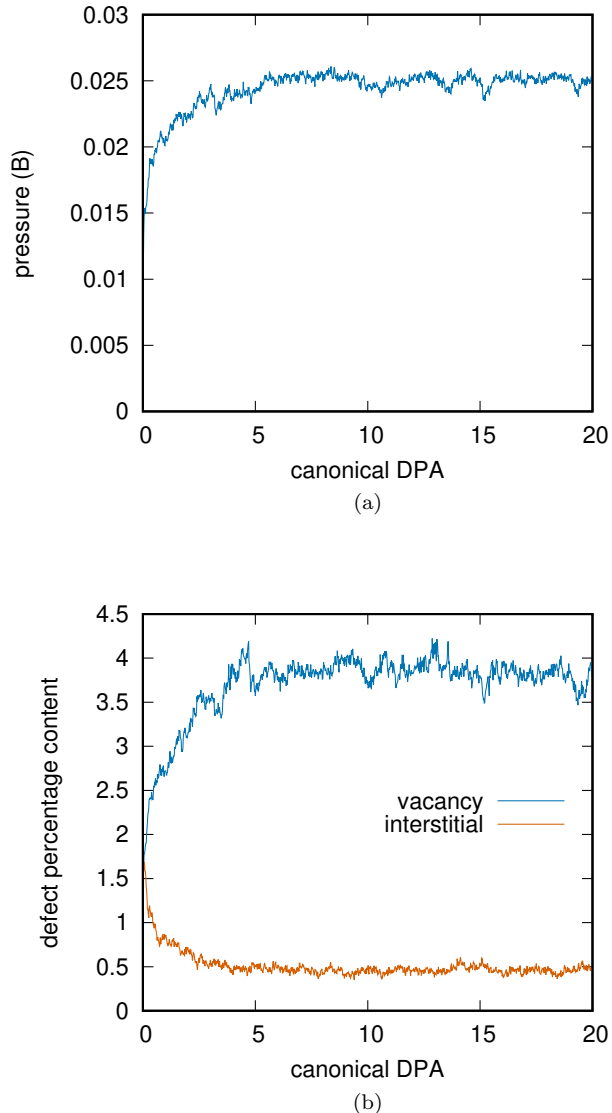 0.03
0.025
0.02
0.015
0.01
0.005
0
pressure (B)
0 5 10 15 20
canonical DPA
(a)
4.5
4
3.5
3
2.5
2
1.5
1
0.5
0
defect percentage content
vacancy
interstitial
0 5 10 15 20
canonical DPA
(b)